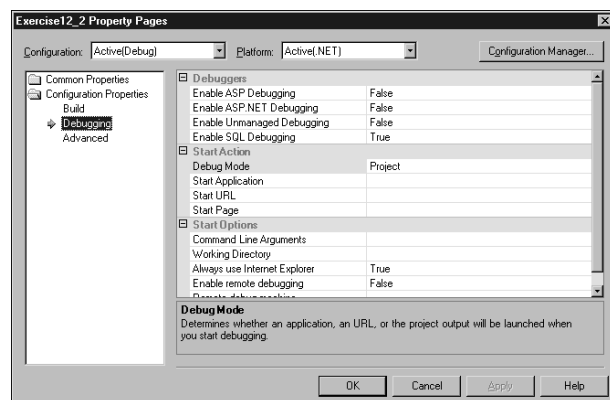 Exercise12_2 Property Pages
Configuration: Active(Debug) Platform: Active(.NET) Configuration Manager...
Common Properties
Configuration Properties
Build
Debugging
Advanced
Debuggers
Enable ASP Debugging False
Enable ASP.NET Debugging False
Enable Unmanaged Debugging False
Enable SQL Debugging True
Start Action
Debug Mode Project
Start Application
Start URL
Start Page
Start Options
Command Line Arguments
Working Directory
Always use Internet Explorer True
Enable remote debugging False
Remote debug machine
Debug Mode
Determines whether an application, an URL, or the project output will be launched when
you start debugging.
OK Cancel Apply Help